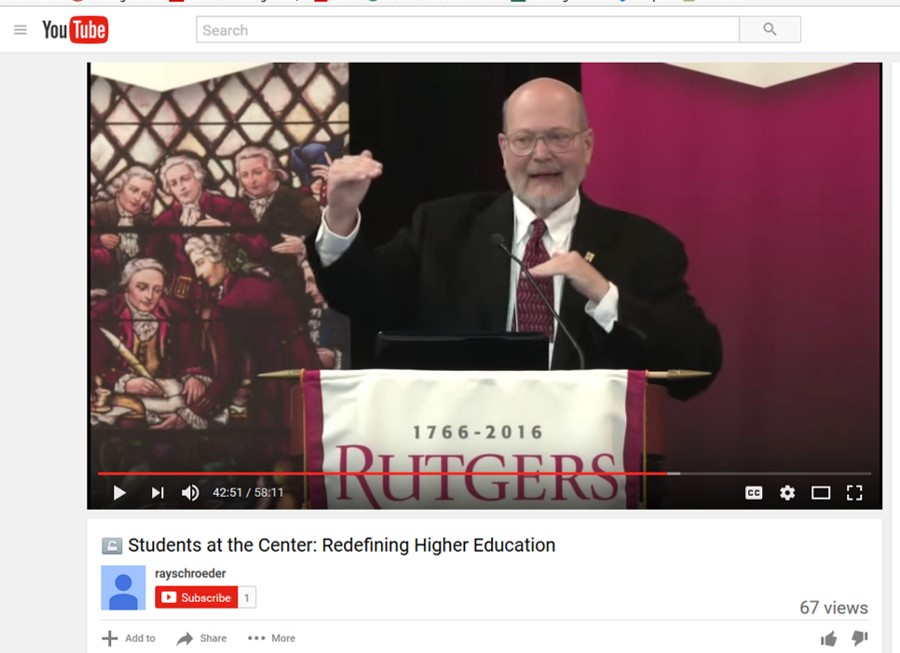 YouTube
Search
1766-2016
RUTGERS
42:51 / 58:11
CC
Students at the Center: Redefining Higher Education
rayschroeder
Subscribe 1
67 views
Add to Share More